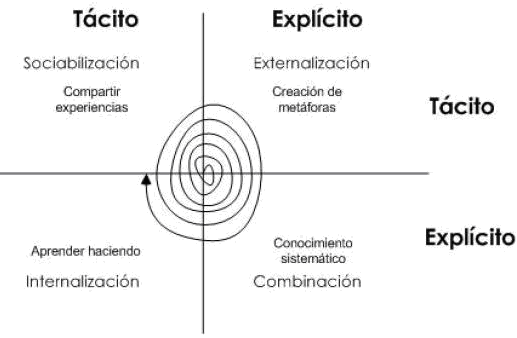 Tácito
Explícito
Sociabilización
Externalización
Compartir
experiencias
Creación de
metáforas
Tácito
Explícito
Aprender haciendo
Conocimiento
sistemático
Internalización
Combinación